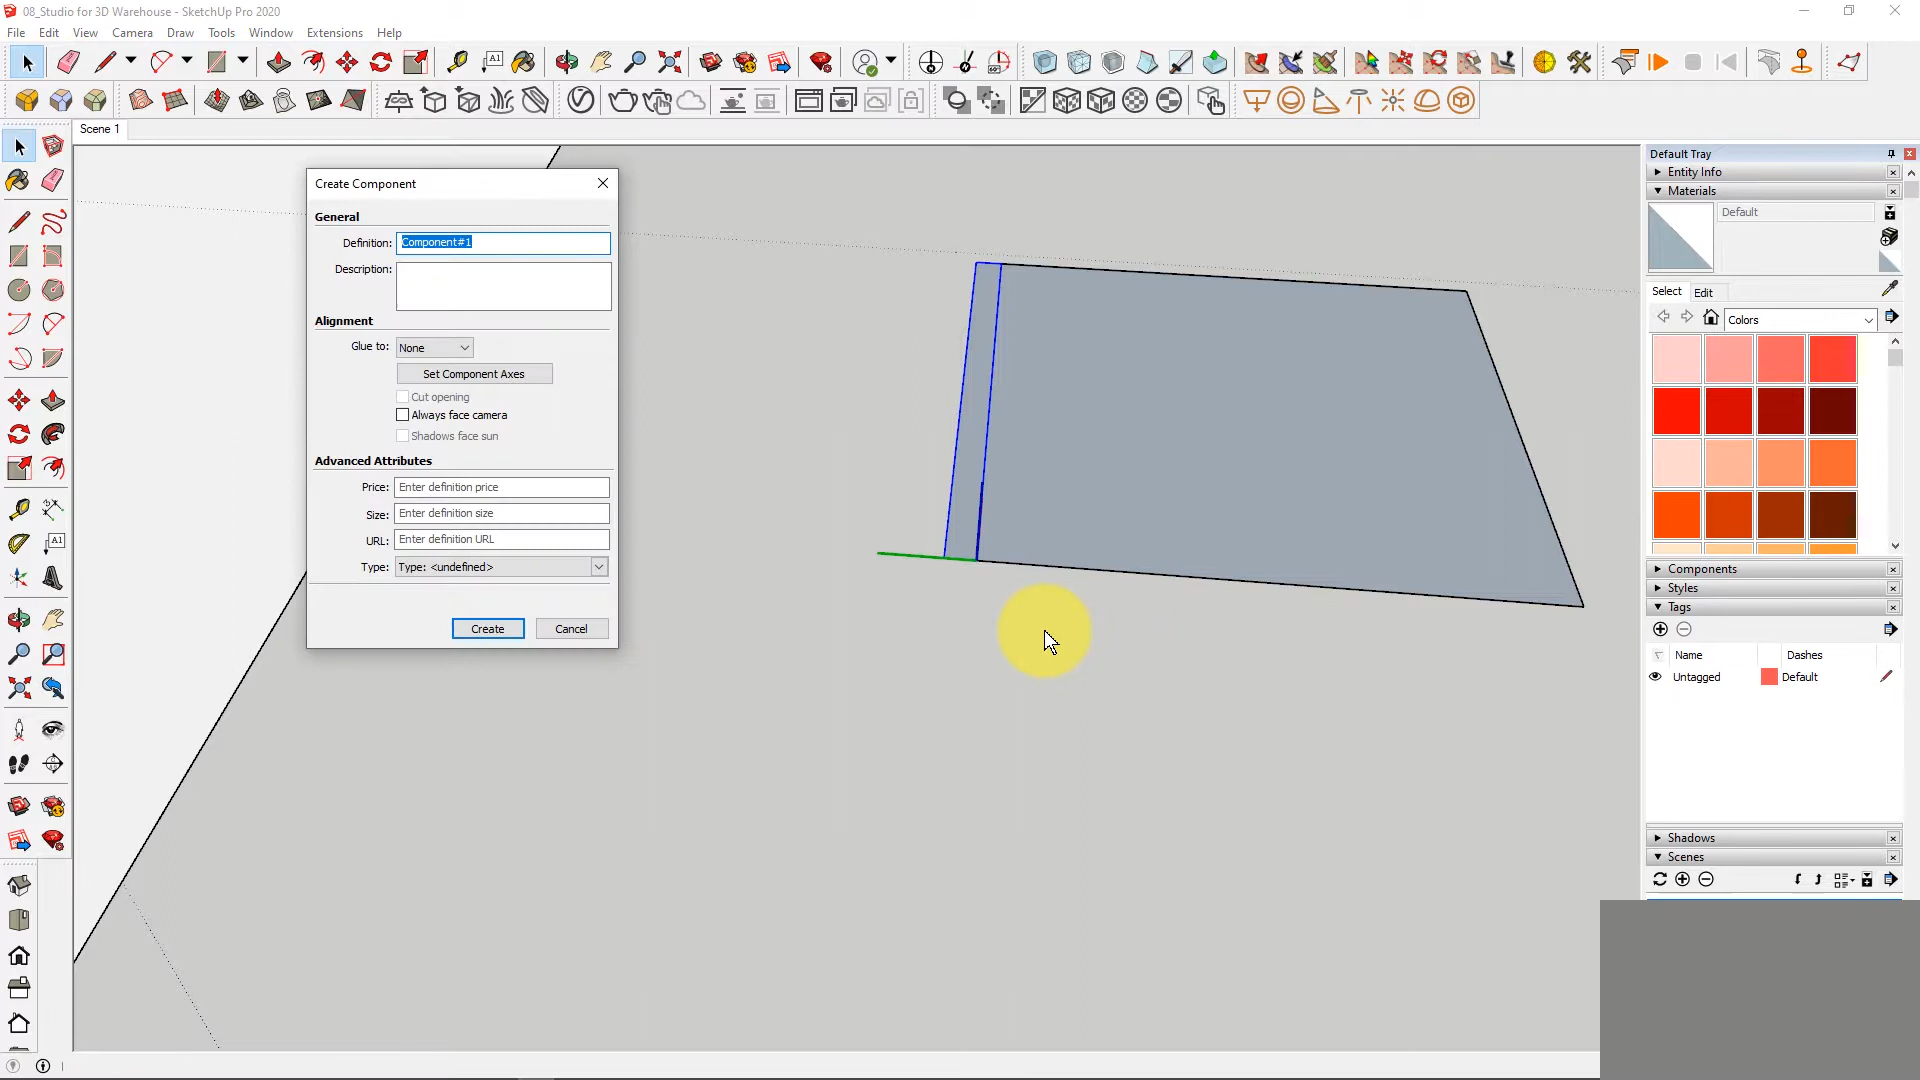 08_Studio for 3D Warehouse - SketchUp Pro 2020
File Edit View Camera Draw Tools Window Extensions Help
A1
Scene 1
Create Component
General
Definition: Component#1
Description:
Alignment
Glue to: None
Set Component Axes
Cut opening
Always face camera
Shadows face sun
Advanced Attributes
Price: Enter definition price
Size: Enter definition size
URL: Enter definition URL
Type: Type: <undefined>
Create Cancel
A1
Default Tray
Entity Info
Materials
Default
Select Edit
Colors
Components
Styles
Tags
Name Dashes
Untagged Default
Shadows
Scenes